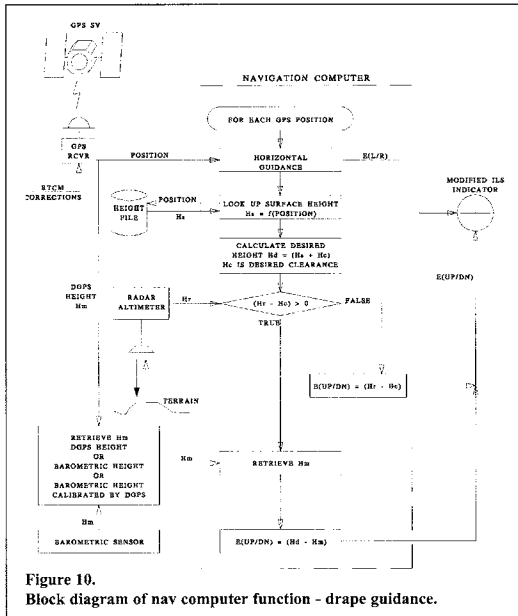 GPS SV
NAVIGATION COMPUTER
FOR EACH GPS POSITION
GPS
RCVR
POSITION
HORIZONTAL
GUIDANCE
E(L/R)
MODIFIED ILS
INDICATOR
RTCM
CORRECTIONS
HEIGHT
FILE
POSITION
Hs
LOOK UP SURFACE HEIGHT
Hs = f(POSITION)
CALCULATE DESIRED
HEIGHT Hd = (Hs + Hc)
Hc IS DESIRED CLEARANCE
E(UP/DN)
DGPS
HEIGHT
Hm
RADAR
ALTIMETER
Hr
(Hr - Hc) > 0
FALSE
TRUE
TERRAIN
E(UP/DN) = (Hr - Hc)
RETRIEVE Hm
DGPS HEIGHT
OR
BAROMETRIC HEIGHT
OR
BAROMETRIC HEIGHT
CALIBRATED BY DGPS
Hm
RETRIEVE Hm
Hm
BAROMETRIC SENSOR
E(UP/DN) = (Hd - Hm)
Figure 10.
Block diagram of nav computer function - drape guidance.